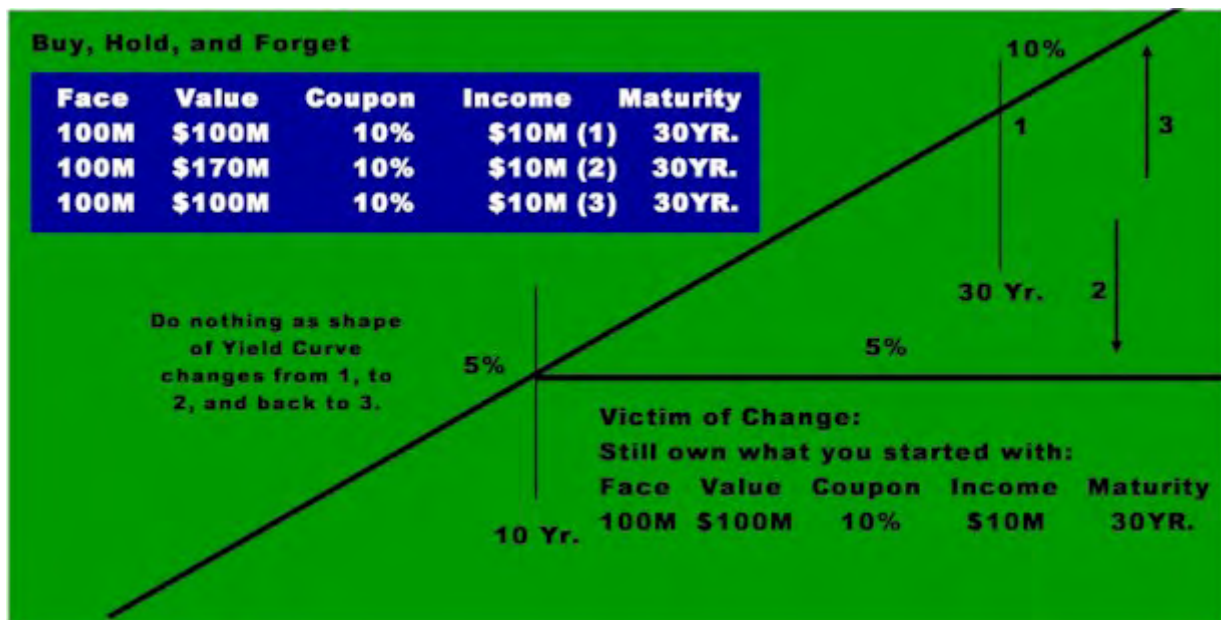 Buy, Hold, and Forget
Face Value Coupon Income Maturity
100M $100M 10% $10M (1) 30YR.
100M $170M 10% $10M (2) 30YR.
100M $100M 10% $10M (3) 30YR.
10%
1
3
30 Yr.
2
Do nothing as shape
of Yield Curve
changes from 1, to
2, and back to 3.
5%
5%
10 Yr.
Victim of Change:
Still own what you started with:
Face Value Coupon Income Maturity
100M $100M 10% $10M 30YR.